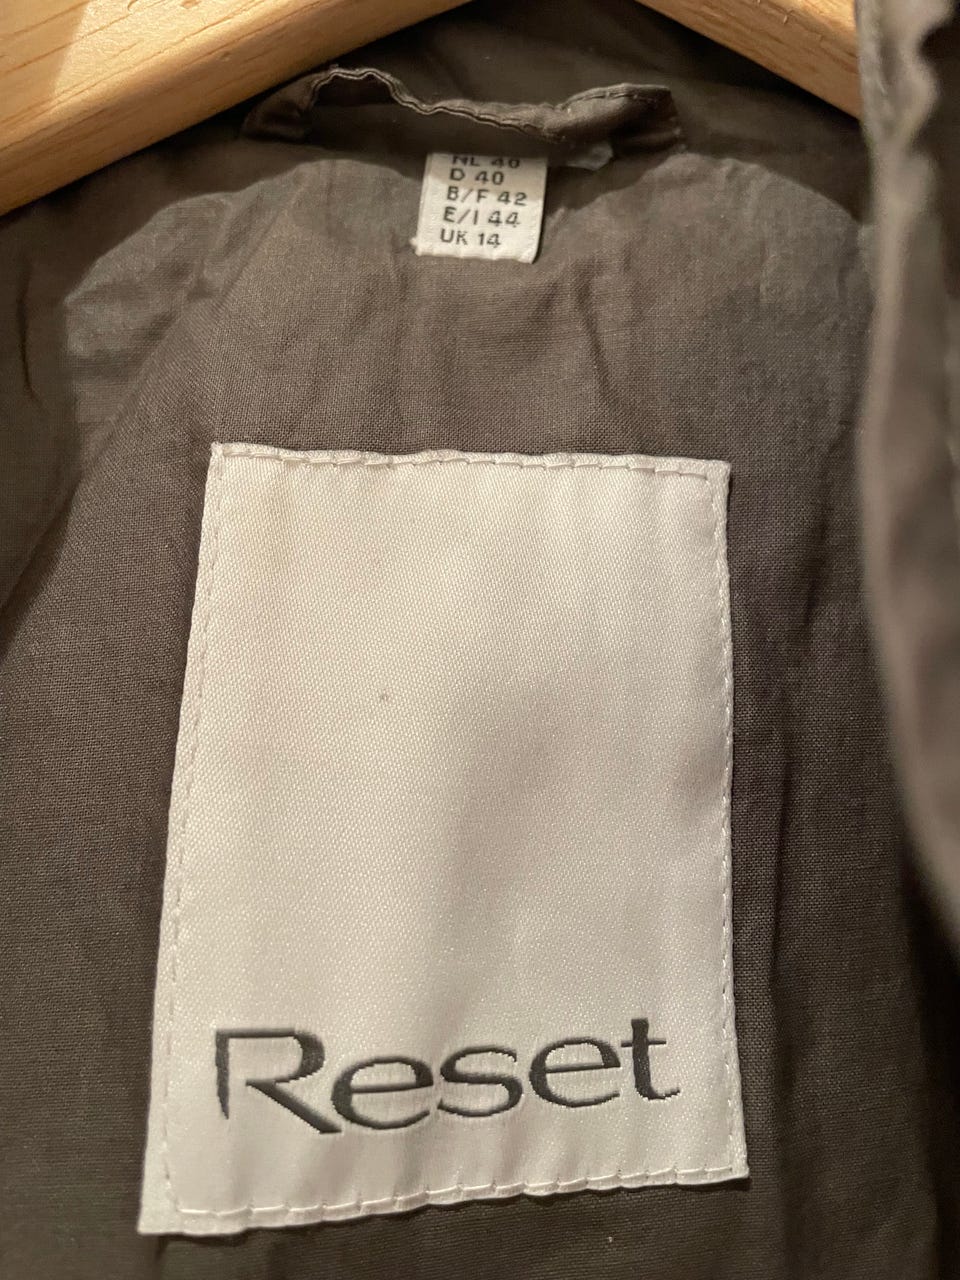 NL 40
D 40
B/F 42
E/I 44
UK 14
Reset